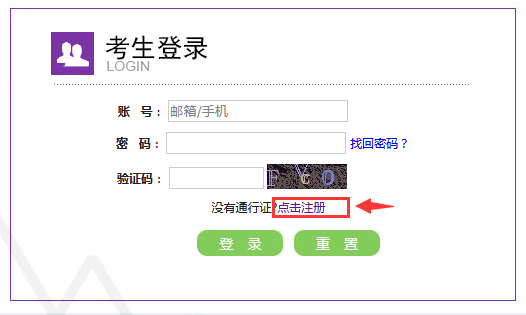 考生登录
LOGIN
账 号： 邮箱/手机
密 码： 找回密码？
验证码：
没有通行证?点击注册
登 录 重 置